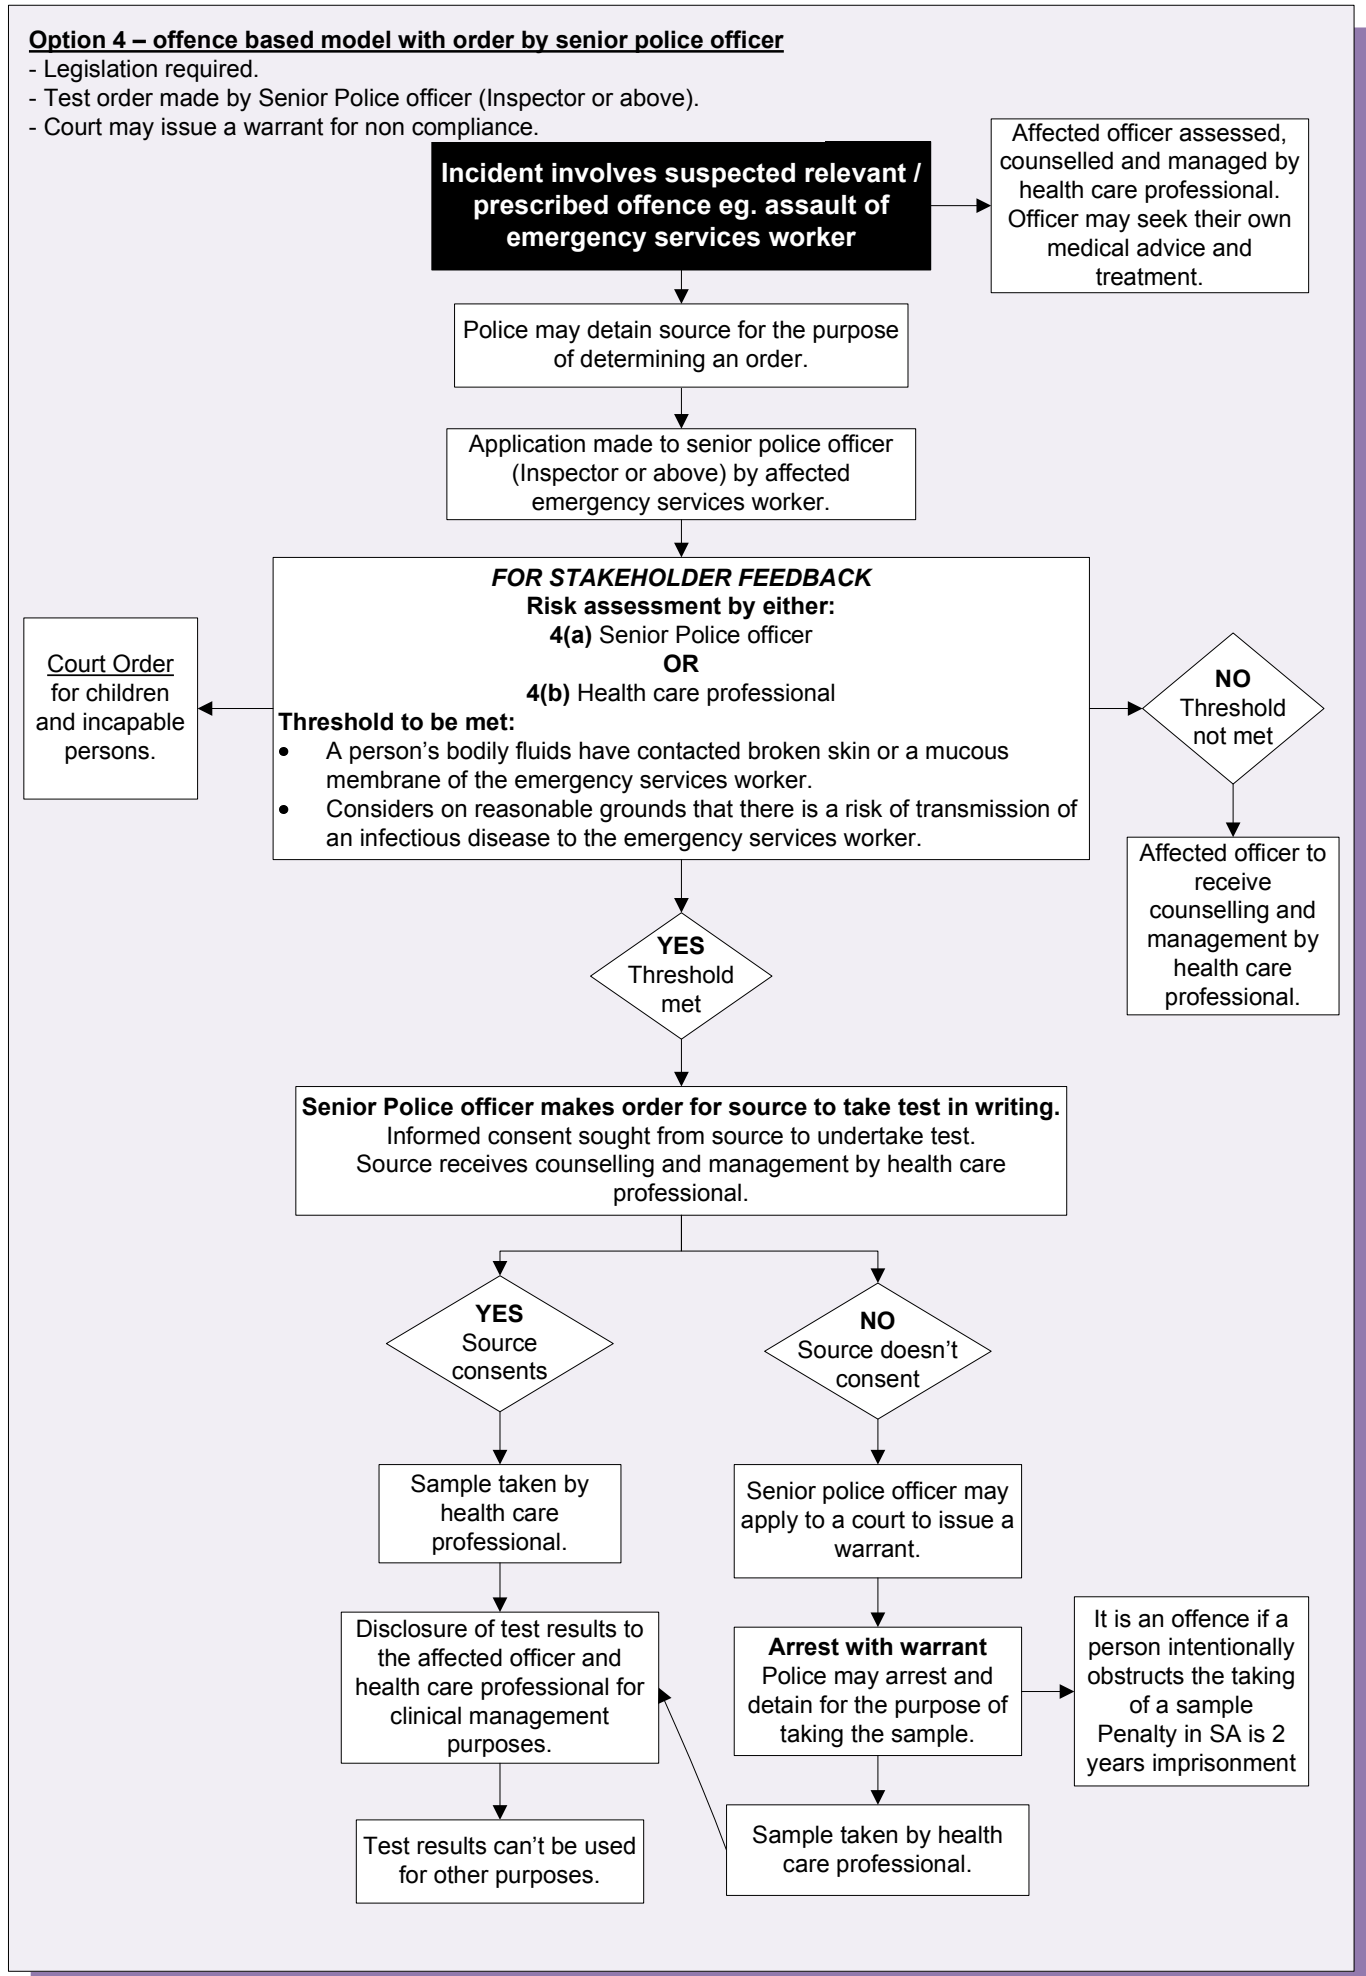 Option 4 – offence based model with order by senior police officer
- Legislation required.
- Test order made by Senior Police officer (Inspector or above).
- Court may issue a warrant for non compliance.
Incident involves suspected relevant /
prescribed offence eg. assault of
emergency services worker
Affected officer assessed,
counselled and managed by
health care professional.
Officer may seek their own
medical advice and
treatment.
Police may detain source for the purpose
of determining an order.
Application made to senior police officer
(Inspector or above) by affected
emergency services worker.
FOR STAKEHOLDER FEEDBACK
Risk assessment by either:
4(a) Senior Police officer
OR
4(b) Health care professional
Threshold to be met:
• A person's bodily fluids have contacted broken skin or a mucous
membrane of the emergency services worker.
• Considers on reasonable grounds that there is a risk of transmission of
an infectious disease to the emergency services worker.
Court Order
for children
and incapable
persons.
NO
Threshold
not met
Affected officer to
receive
counselling and
management by
health care
professional.
YES
Threshold
met
Senior Police officer makes order for source to take test in writing.
Informed consent sought from source to undertake test.
Source receives counselling and management by health care
professional.
YES
Source
consents
NO
Source doesn't
consent
Sample taken by
health care
professional.
Senior police officer may
apply to a court to issue a
warrant.
Disclosure of test results to
the affected officer and
health care professional for
clinical management
purposes.
Arrest with warrant
Police may arrest and
detain for the purpose of
taking the sample.
It is an offence if a
person intentionally
obstructs the taking
of a sample
Penalty in SA is 2
years imprisonment
Test results can't be used
for other purposes.
Sample taken by health
care professional.